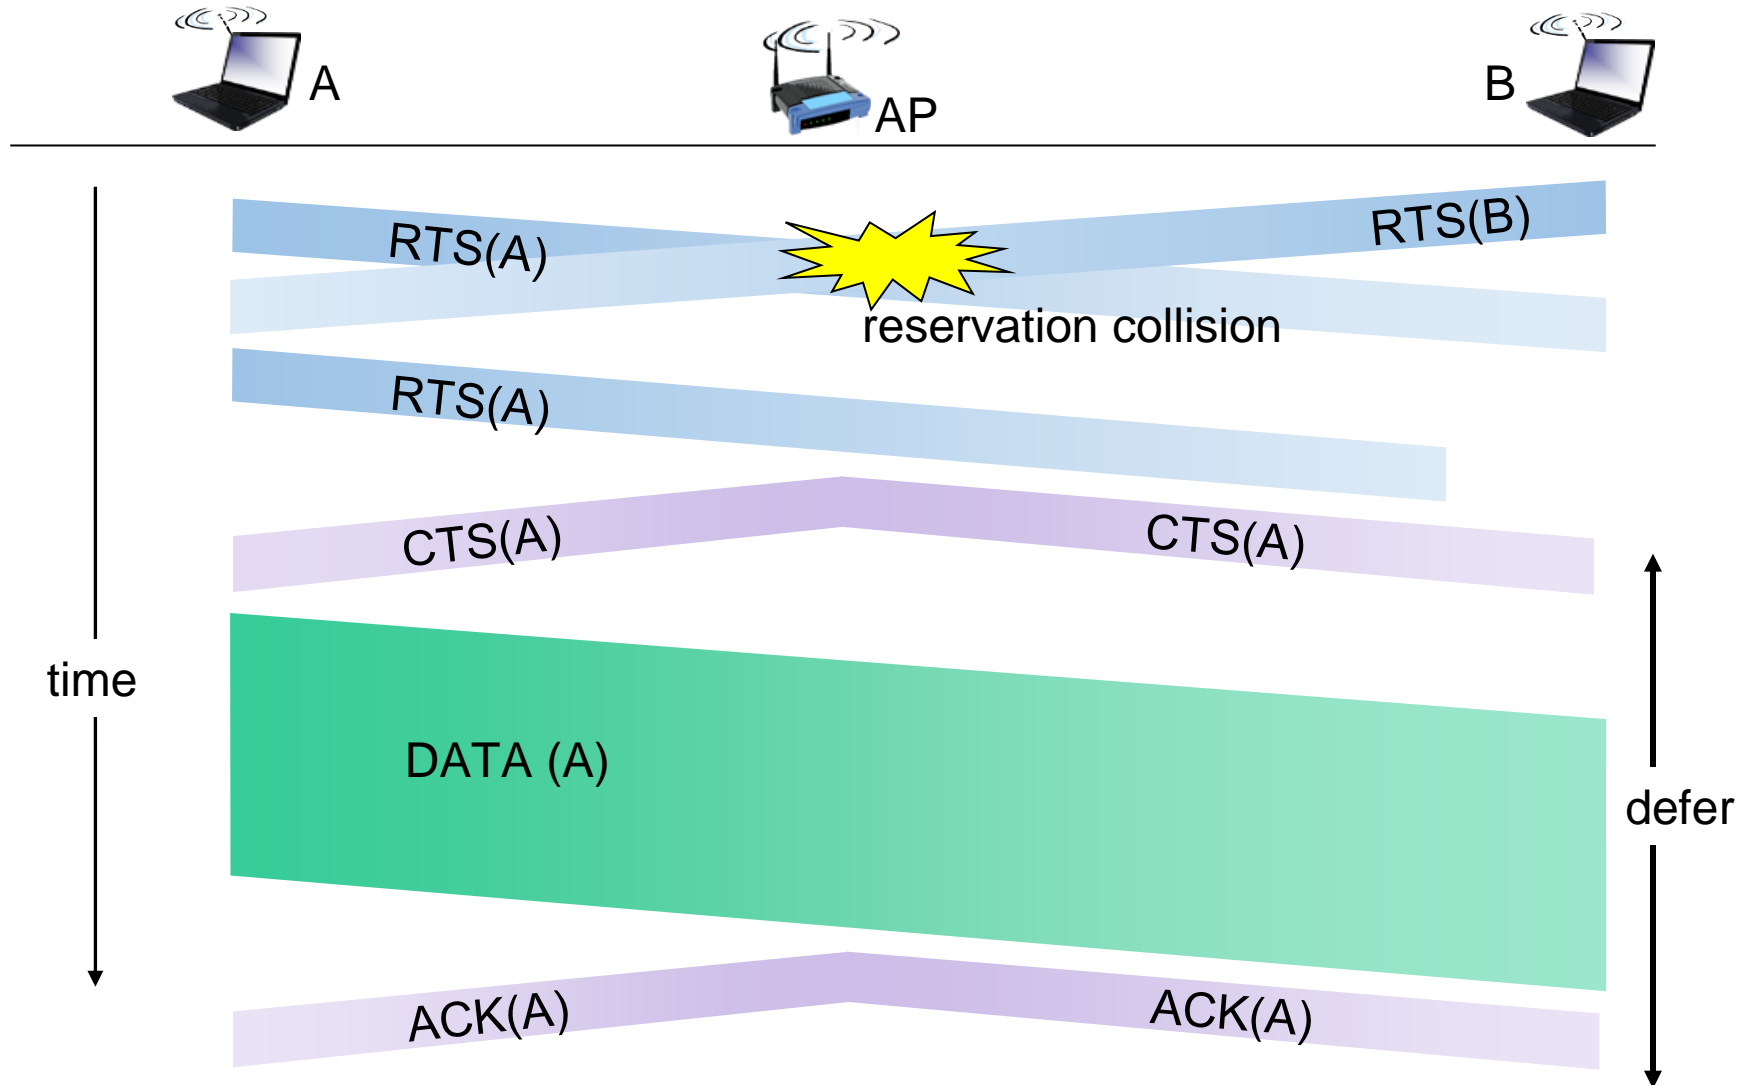 A
AP
B
RTS(A)
RTS(B)
reservation collision
RTS(A)
CTS(A)
CTS(A)
time
DATA (A)
defer
ACK(A)
ACK(A)